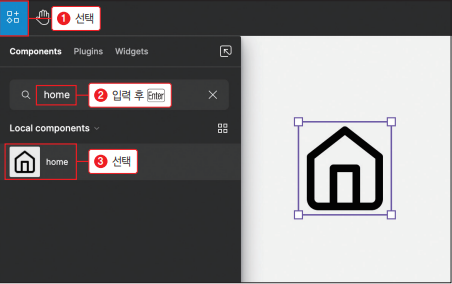 1 선택
Components Plugins Widgets
home
2 입력 후 Enter
Local components
home
3 선택